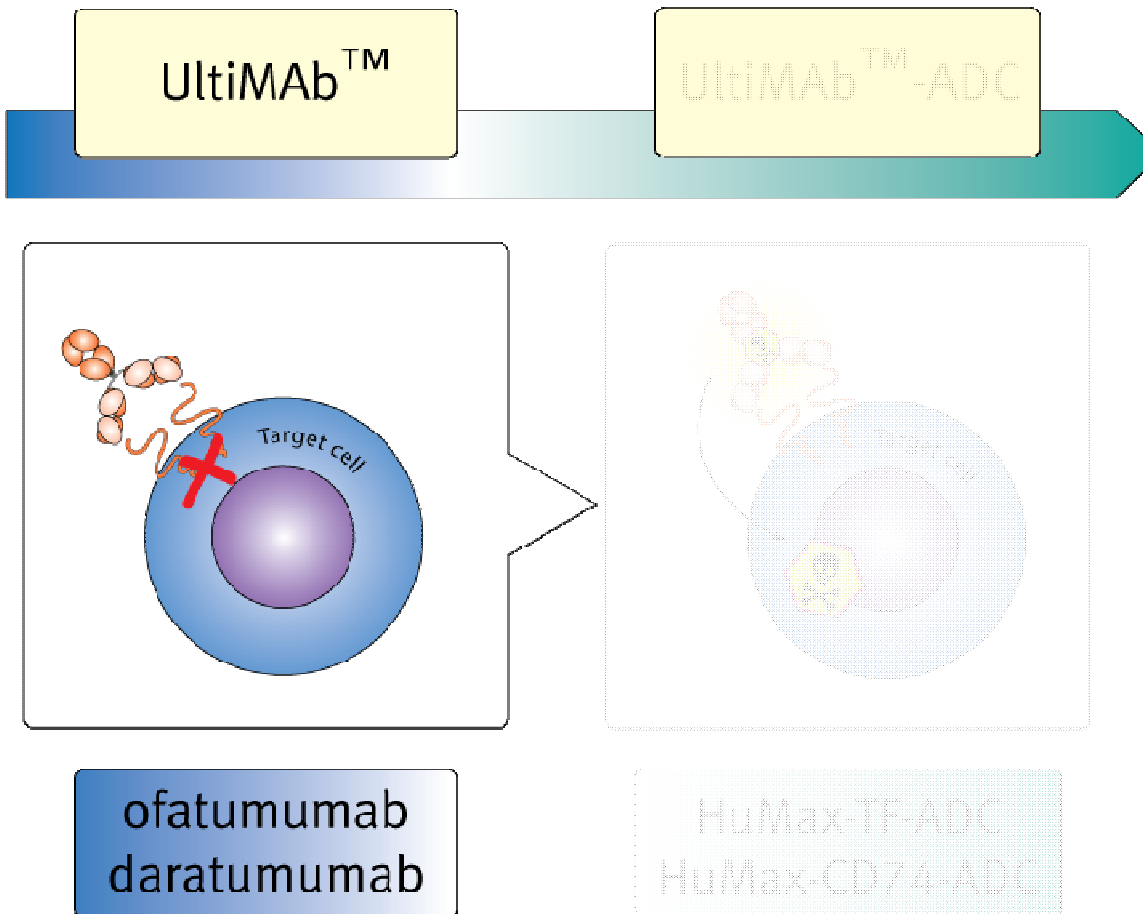 UltiMAb™
UltiMAb™-ADC
Target cell
ofatumumab
daratumumab
HuMax-TF-ADC
HuMax-CD74-ADC